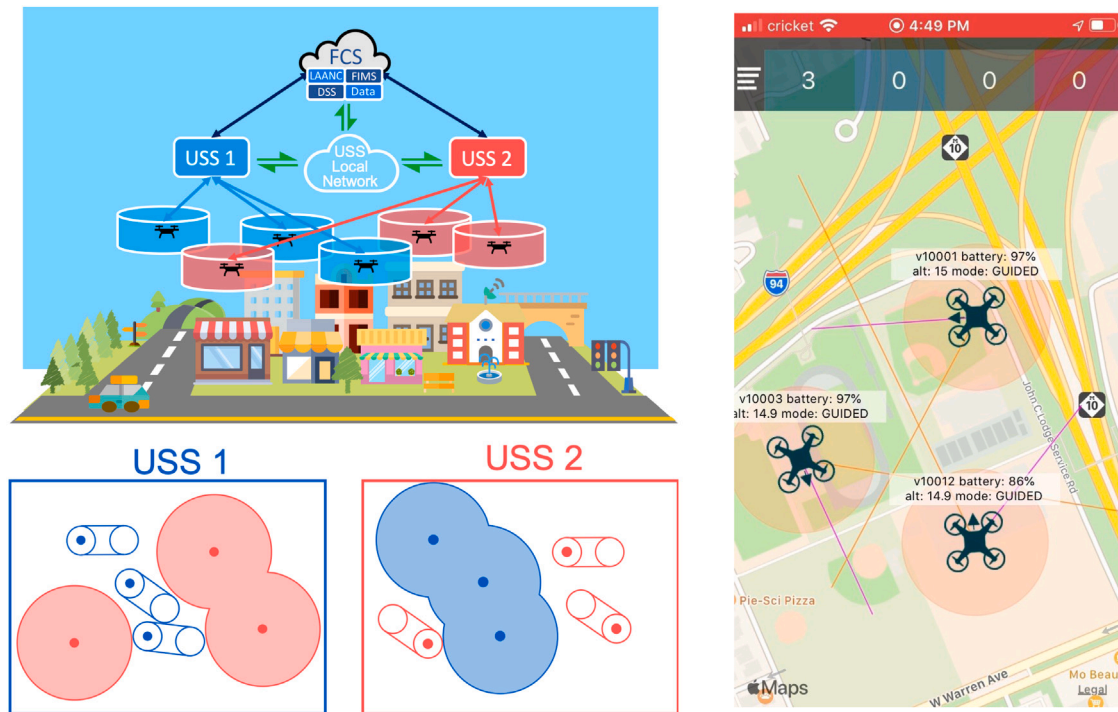 FCS
LAANC FIMS
DSS Data
USS 1
USS
Local
Network
USS 2
USS 1
USS 2
cricket
4:49 PM
3 0 0 0
M
10
v10001 battery: 97%
alt: 15 mode: GUIDED
94
v10003 battery: 97%
alt: 14.9 mode: GUIDED
M
10
John C Lodge Service Rd
v10012 battery: 86%
alt: 14.9 mode: GUIDED
Pie-Sci Pizza
Maps
W Warren Ave
Mo Beau
Legal